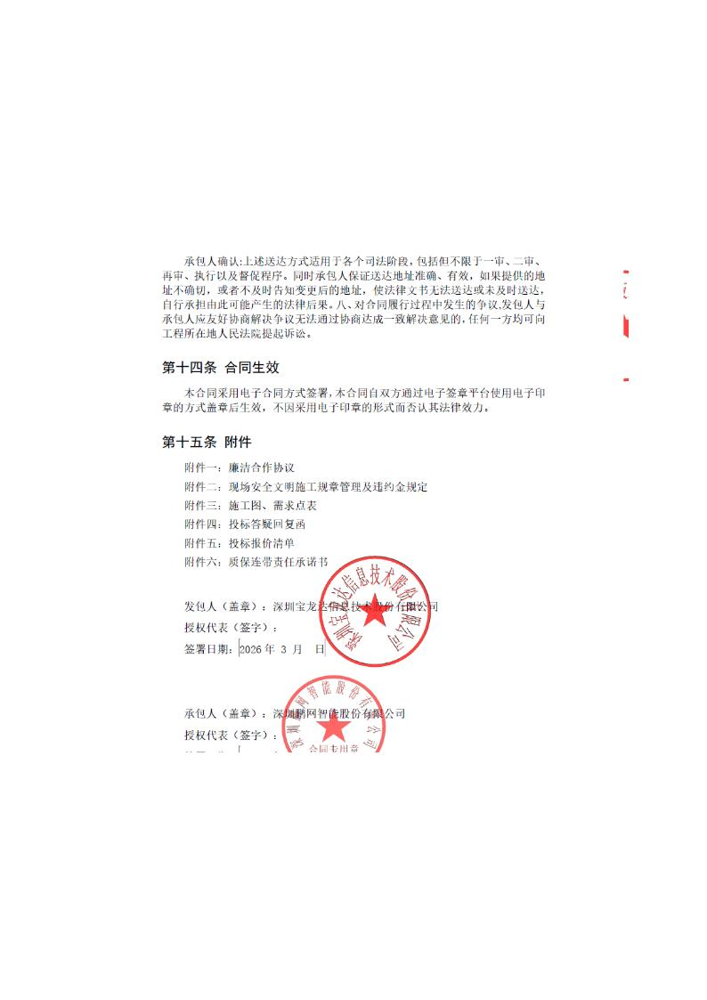 承包人确认:上述送达方式适用于各个司法阶段,包括但不限于一审、二审、
再审、执行以及督促程序。同时承包人保证送达地址准确、有效,如果提供的地
址不确切,或者不及时告知变更后的地址,使法律文书无法送达或未及时送达,
自行承担由此可能产生的法律后果。八、对合同履行过程中发生的争议,发包人与
承包人应友好协商解决争议无法通过协商达成一致解决意见的,任何一方均可向
工程所在地人民法院提起诉讼。
第十四条 合同生效
本合同采用电子合同方式签署,本合同自双方通过电子签章平台使用电子印
章的方式盖章后生效,不因采用电子印章的形式而否认其法律效力。
第十五条 附件
附件一:廉洁合作协议
附件二:现场安全文明施工规章管理及违约金规定
附件三:施工图、需求点表
附件四:投标答疑回复函
附件五:投标报价清单
附件六:质保连带责任承诺书
深圳宝龙达信息技术股份有限公司
发包人(盖章):深圳宝龙达信息技术股份有限公司
授权代表(签字):
签署日期:2026 年 3 月 日
深圳鹏网智能股份有限公司
承包人(盖章):深圳鹏网智能股份有限公司
授权代表(签字):
合同专用章